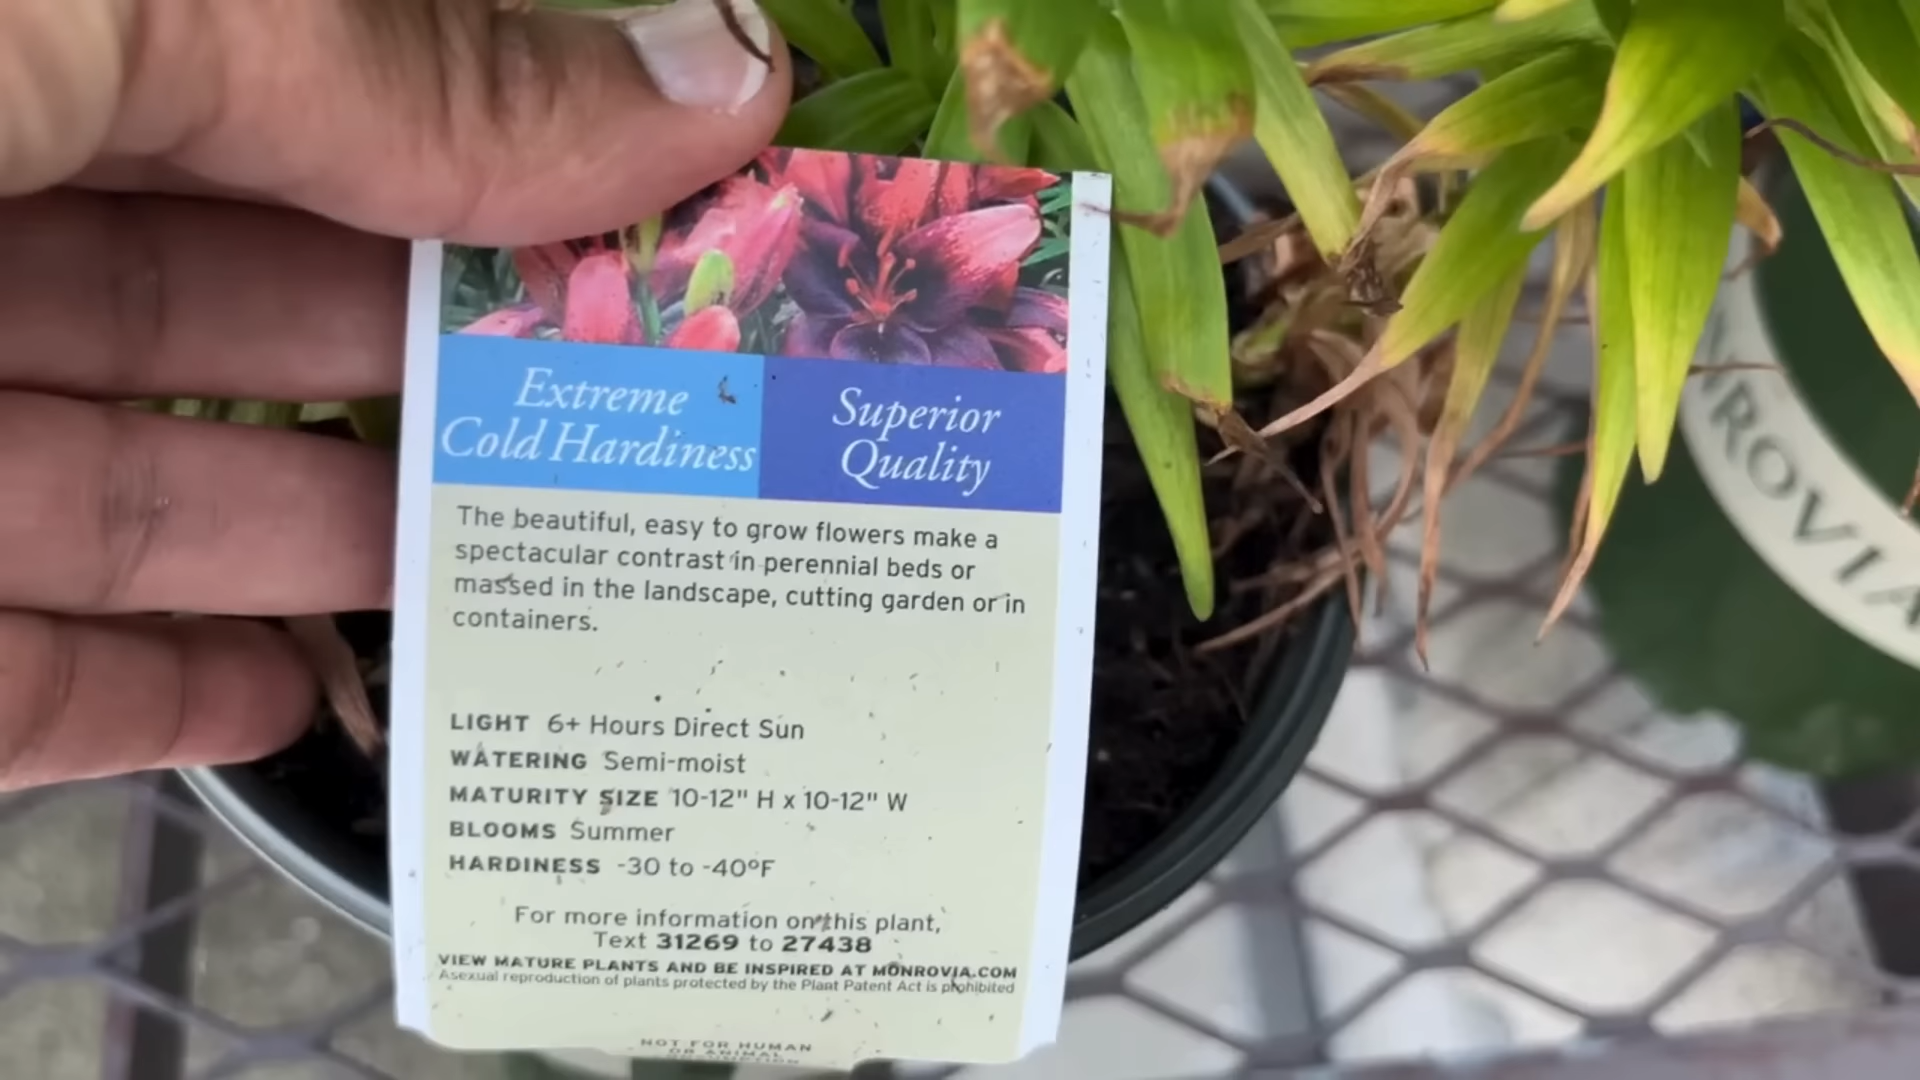 Extreme
Cold Hardiness
Superior
Quality
The beautiful, easy to grow flowers make a
spectacular contrast in perennial beds or
massed in the landscape, cutting garden or in
containers.
LIGHT 6+ Hours Direct Sun
WATERING Semi-moist
MATURITY SIZE 10-12" H x 10-12" W
BLOOMS Summer
HARDINESS -30 to -40ºF
For more information on this plant,
Text 31269 to 27438
VIEW MATURE PLANTS AND BE INSPIRED AT MONROVIA.COM
Asexual reproduction of plants protected by the Plant Patent Act is prohibited
NOT FOR HUMAN
OR ANIMAL
ROVIA